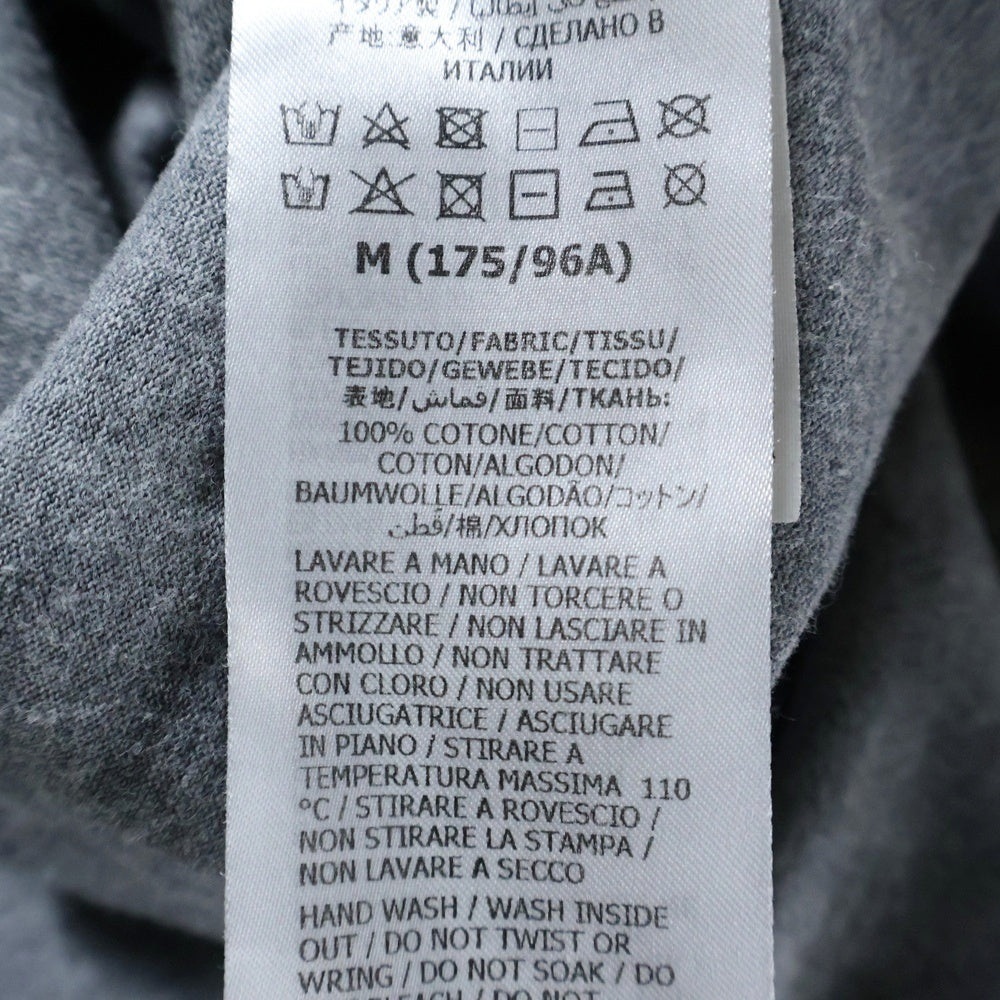 产地:意大利 / СДЕЛАНО В
ИТАЛИИ
M (175/96A)
TESSUTO/FABRIC/TISSU/
TEJIDO/GEWEBE/TECIDO/
表地/قماش/面料/ТКАНЬ:
100% COTONE/COTTON/
COTON/ALGODON/
BAUMWOLLE/ALGODÃO/コットン/
قُطن/棉/ХЛОПОК
LAVARE A MANO / LAVARE A
ROVESCIO / NON TORCERE O
STRIZZARE / NON LASCIARE IN
AMMOLLO / NON TRATTARE
CON CLORO / NON USARE
ASCIUGATRICE / ASCIUGARE
IN PIANO / STIRARE A
TEMPERATURA MASSIMA 110
°C / STIRARE A ROVESCIO /
NON STIRARE LA STAMPA /
NON LAVARE A SECCO
HAND WASH / WASH INSIDE
OUT / DO NOT TWIST OR
WRING / DO NOT SOAK / DO
BLEACH / DO NOT